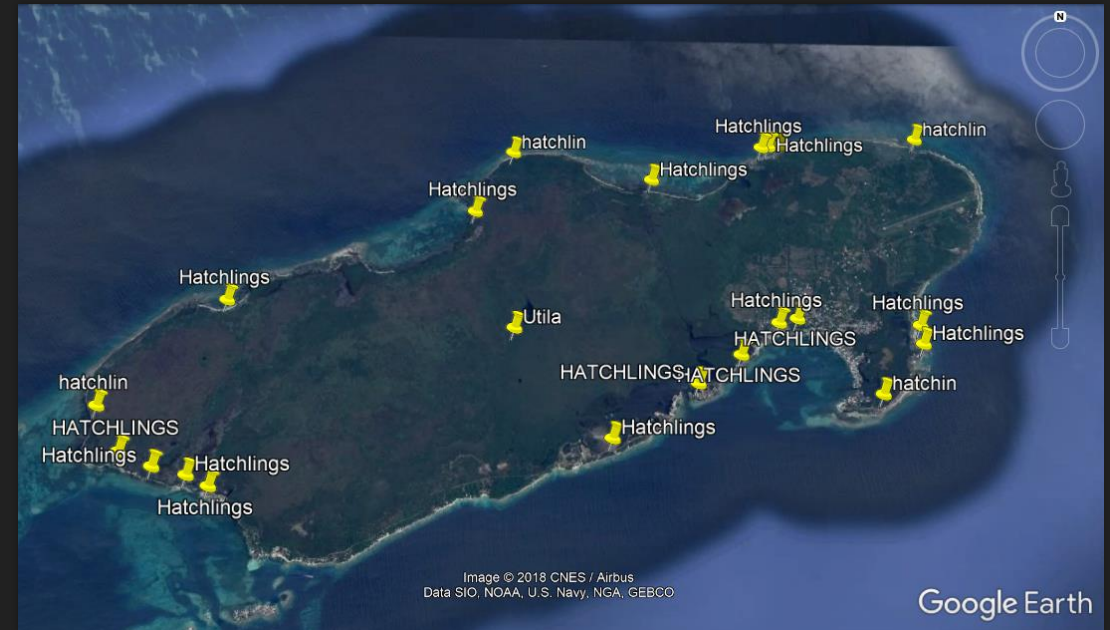 N
Hatchlings
hatchlin
hatchlin
Hatchlings
Hatchlings
Hatchlings
Hatchlings
Utila
Hatchlings
Hatchlings
HATCHLINGS
Hatchlings
HATCHLINGS
HATCHLINGS
hatchlin
hatchin
HATCHLINGS
Hatchlings
Hatchlings
Hatchlings
Hatchlings
Image © 2018 CNES / Airbus
Data SIO, NOAA, U.S. Navy, NGA, GEBCO
Google Earth